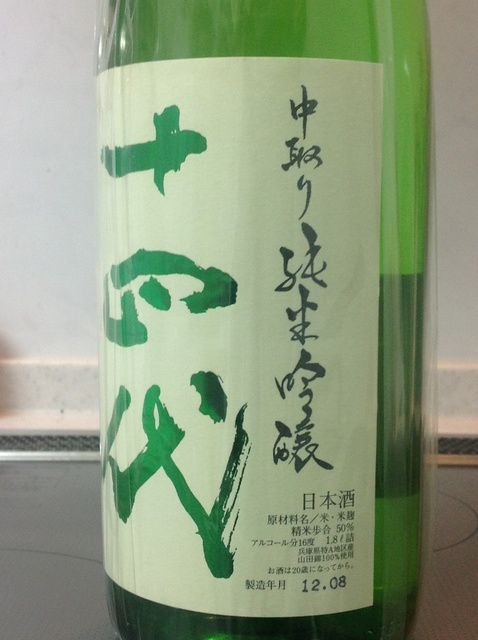 中取り純米吟醸
十四代
日本酒
原材料名／米・米麹
精米歩合 50%
アルコール分16度 1.8ℓ詰
兵庫県特A地区産
山田錦100%使用
お酒は20歳になってから。
製造年月 12.08